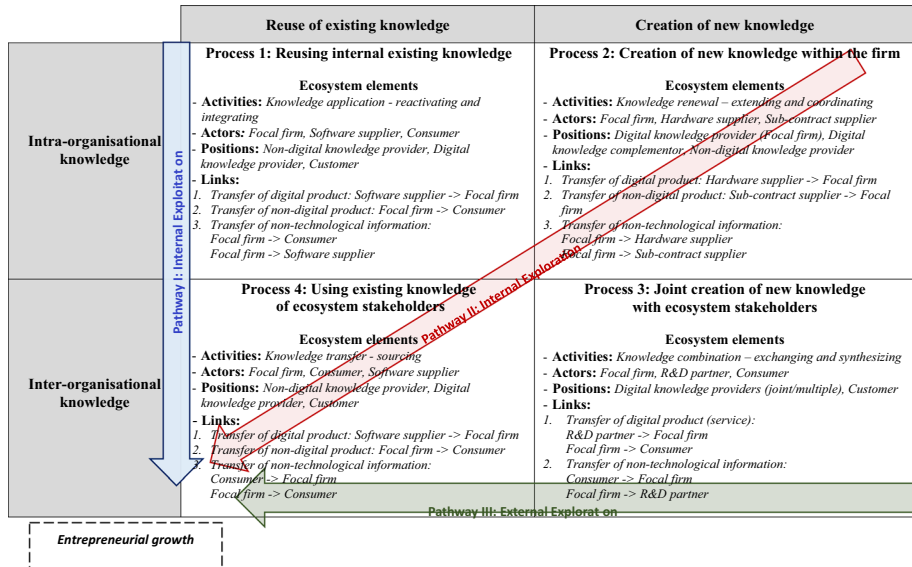 Reuse of existing knowledge
Creation of new knowledge
Intra-organisational
knowledge
Process 1: Reusing internal existing knowledge
Ecosystem elements
- Activities: Knowledge application - reactivating and
integrating
- Actors: Focal firm, Software supplier, Consumer
- Positions: Non-digital knowledge provider, Digital
knowledge provider, Customer
- Links:
1. Transfer of digital product: Software supplier -> Focal firm
2. Transfer of non-digital product: Focal firm -> Consumer
3. Transfer of non-technological information:
Focal firm -> Consumer
Focal firm -> Software supplier
Process 2: Creation of new knowledge within the firm
Ecosystem elements
- Activities: Knowledge renewal – extending and coordinating
- Actors: Focal firm, Hardware supplier, Sub-contract supplier
- Positions: Digital knowledge provider (Focal firm), Digital
knowledge complementor, Non-digital knowledge provider
- Links:
1. Transfer of digital product: Hardware supplier -> Focal firm
2. Transfer of non-digital product: Sub-contract supplier -> Focal
firm
3. Transfer of non-technological information:
Focal firm -> Hardware supplier
Focal firm -> Sub-contract supplier
Inter-organisational
knowledge
Process 4: Using existing knowledge
of ecosystem stakeholders
Ecosystem elements
- Activities: Knowledge transfer - sourcing
- Actors: Focal firm, Consumer, Software supplier
- Positions: Non-digital knowledge provider, Digital
knowledge provider, Customer
- Links:
1. Transfer of digital product: Software supplier -> Focal firm
2. Transfer of non-digital product: Focal firm -> Consumer
3. Transfer of non-technological information:
Consumer -> Focal firm
Focal firm -> Consumer
Process 3: Joint creation of new knowledge
with ecosystem stakeholders
Ecosystem elements
- Activities: Knowledge combination – exchanging and synthesizing
- Actors: Focal firm, R&D partner, Consumer
- Positions: Digital knowledge providers (joint/multiple), Customer
- Links:
1. Transfer of digital product (service):
R&D partner -> Focal firm
Focal firm -> Consumer
2. Transfer of non-technological information:
Consumer -> Focal firm
Focal firm -> R&D partner
Pathway I: Internal Exploitat on
Pathway II: Internal Exploration
Pathway III: External Explorat on
Entrepreneurial growth